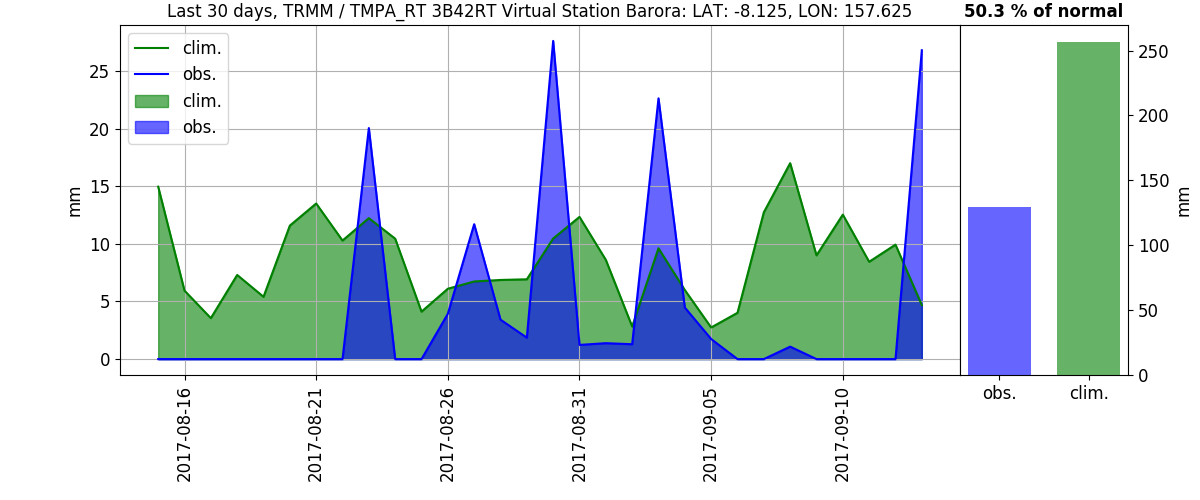 Last 30 days, TRMM / TMPA_RT 3B42RT Virtual Station Barora: LAT: -8.125, LON: 157.625
50.3 % of normal
clim.
obs.
clim.
obs.
25
20
15
10
5
0
mm
2017-08-16
2017-08-21
2017-08-26
2017-08-31
2017-09-05
2017-09-10
250
200
150
100
50
0
mm
obs.
clim.